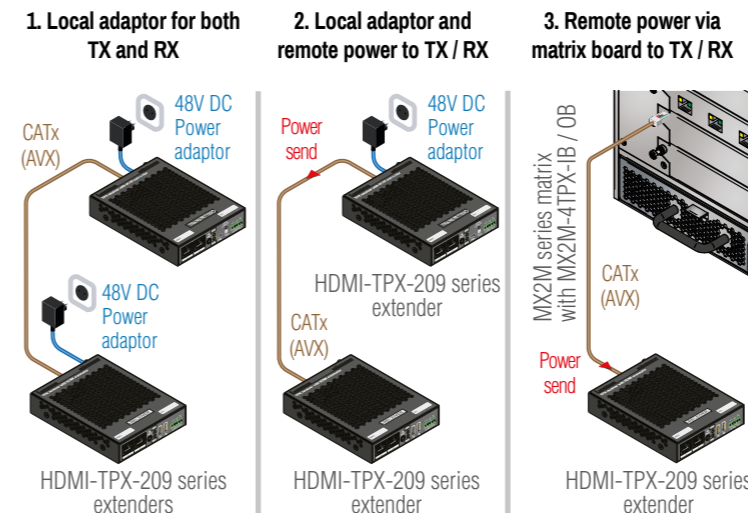 1. Local adaptor for both
TX and RX
48V DC
Power
adaptor
CATx
(AVX)
48V DC
Power
adaptor
HDMI-TPX-209 series
extenders
2. Local adaptor and
remote power to TX / RX
Power
send
48V DC
Power
adaptor
HDMI-TPX-209 series
extender
CATx
(AVX)
HDMI-TPX-209 series
extender
3. Remote power via
matrix board to TX / RX
MX2M series matrix
with MX2M-4TPX-IB / OB
CATx
(AVX)
Power
send
HDMI-TPX-209 series
extender